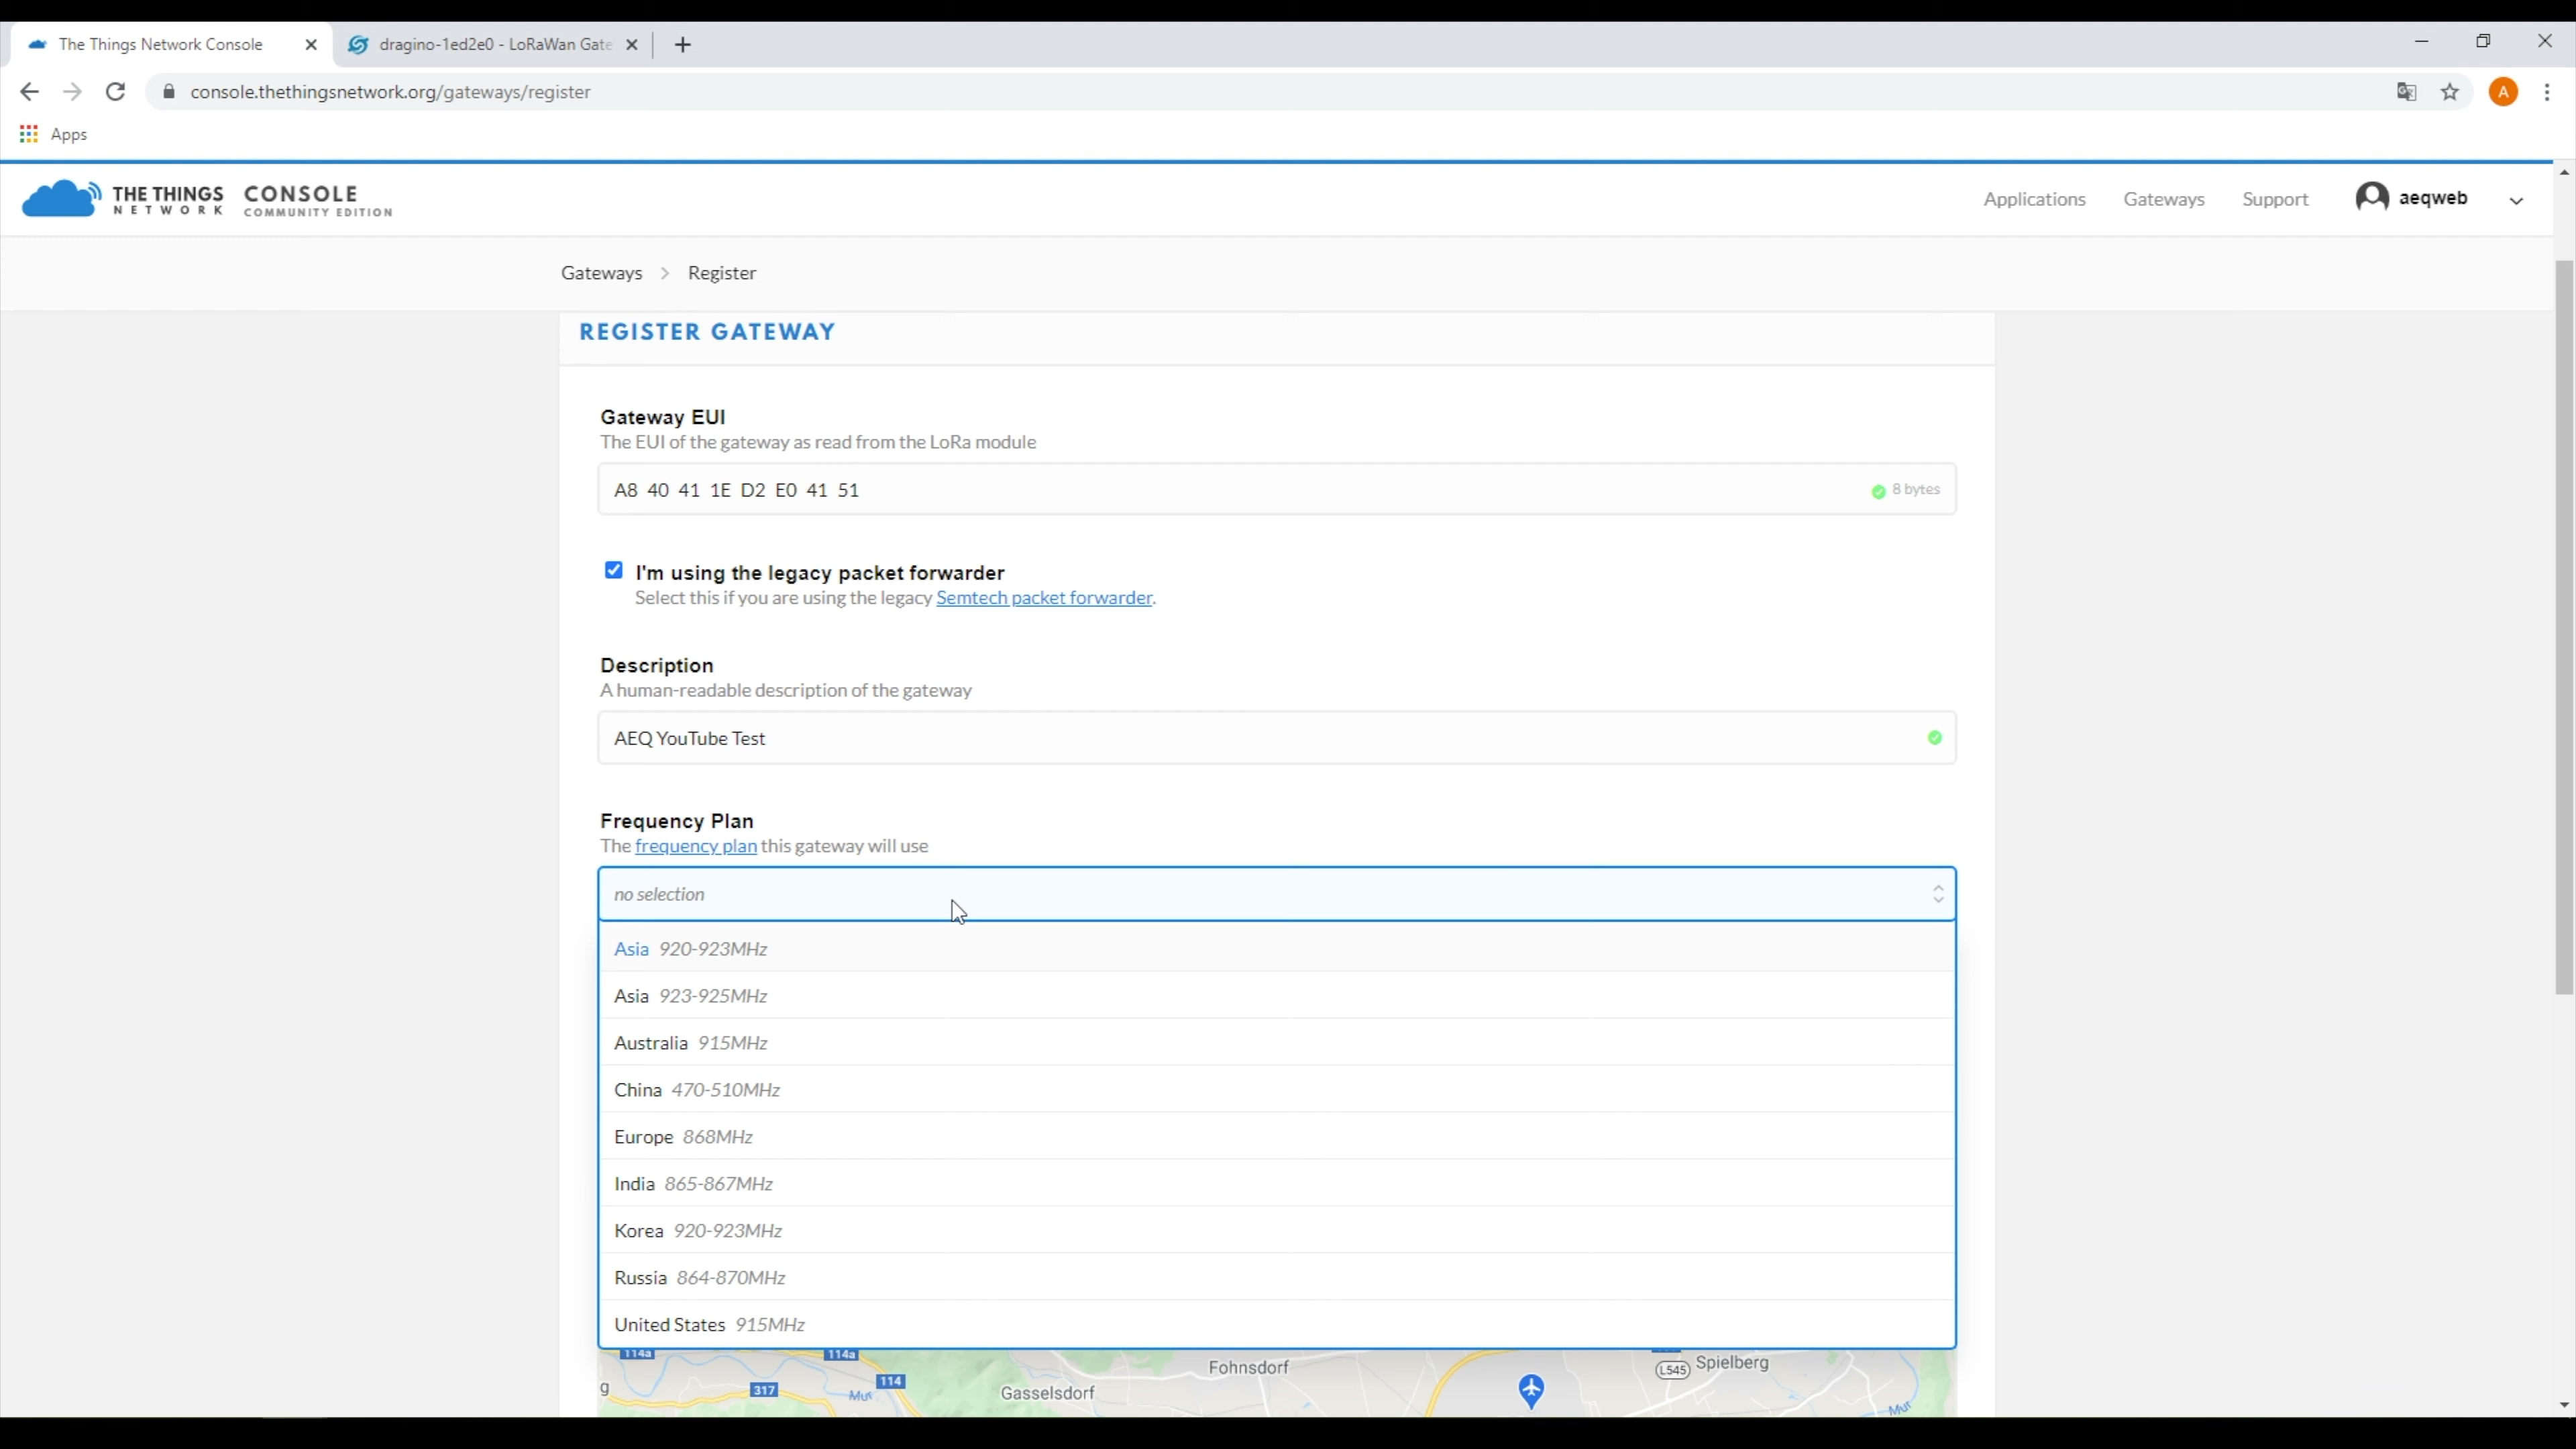 The Things Network Console
dragino-1ed2e0 - LoRaWan Gate
console.thethingsnetwork.org/gateways/register
A
Apps
THE THINGS NETWORK CONSOLE COMMUNITY EDITION
Applications Gateways Support aeqweb
Gateways > Register
REGISTER GATEWAY
Gateway EUI
The EUI of the gateway as read from the LoRa module
A8 40 41 1E D2 E0 41 51 8 bytes
I'm using the legacy packet forwarder
Select this if you are using the legacy Semtech packet forwarder.
Description
A human-readable description of the gateway
AEQ YouTube Test
Frequency Plan
The frequency plan this gateway will use
no selection
Asia 920-923MHz
Asia 923-925MHz
Australia 915MHz
China 470-510MHz
Europe 868MHz
India 865-867MHz
Korea 920-923MHz
Russia 864-870MHz
United States 915MHz
114a 114a Fohnsdorf L545 Spielberg
g 317 Mur 114 Gasselsdorf Mur